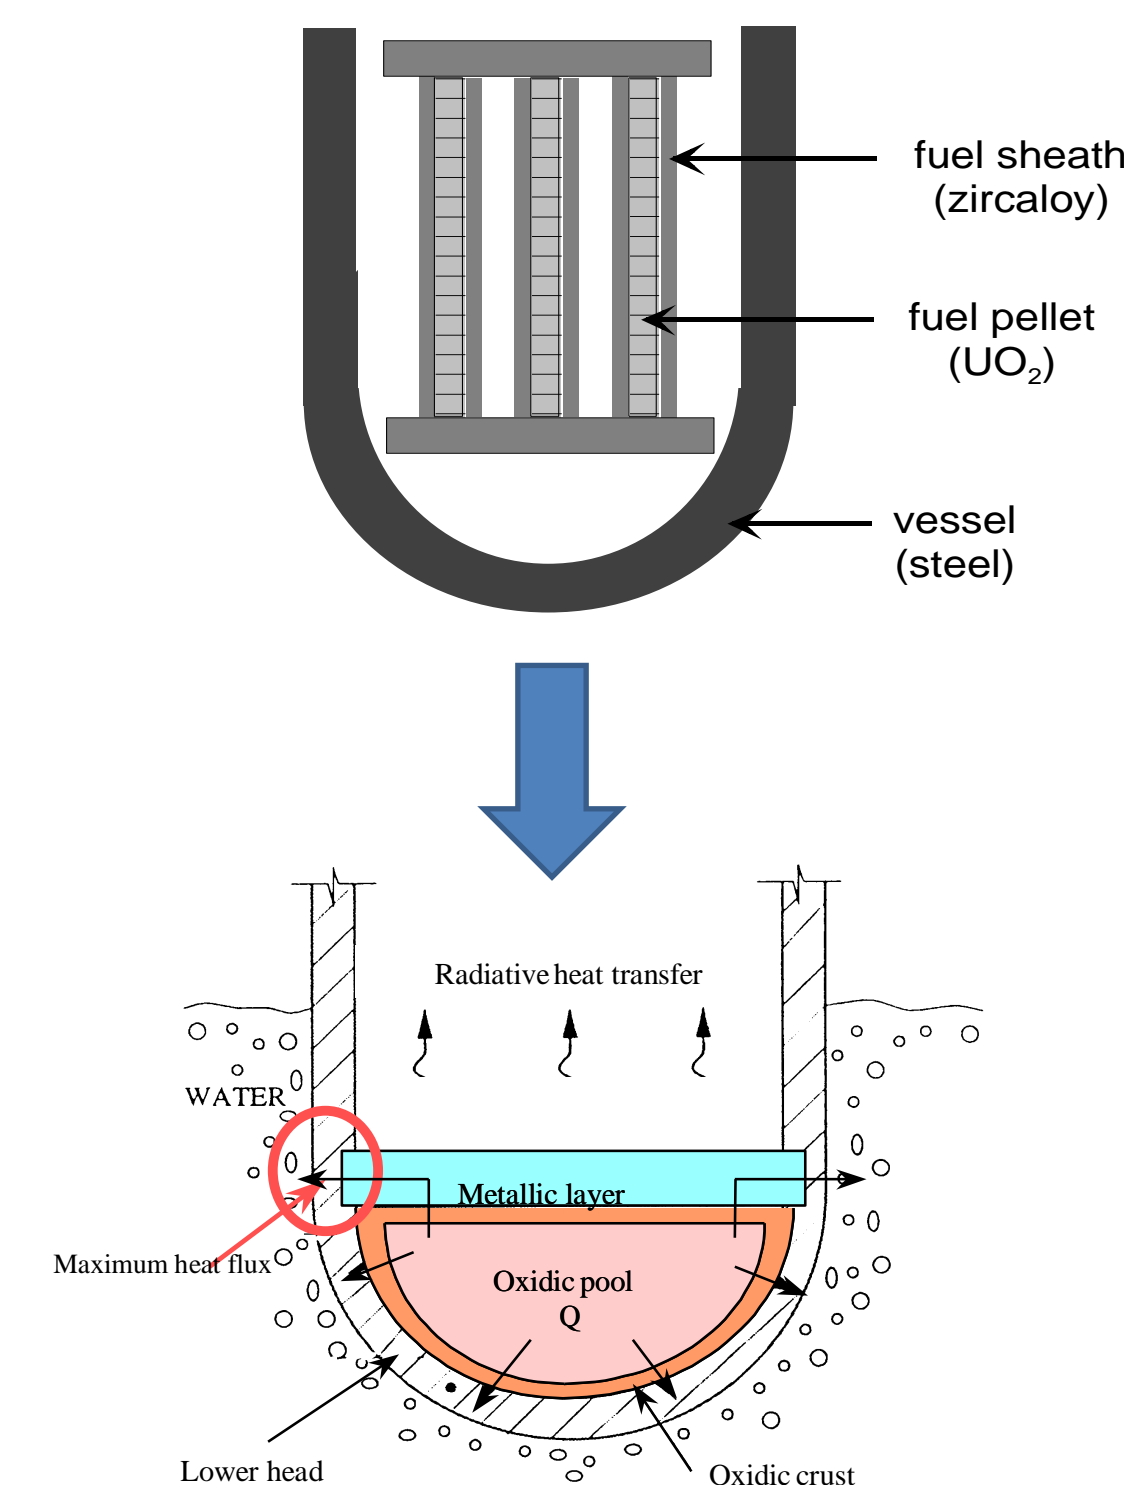 fuel sheath
(zircaloy)
fuel pellet
(UO₂)
vessel
(steel)
Radiative heat transfer
WATER
Metallic layer
Maximum heat flux
Oxidic pool
Q
Lower head
Oxidic crust